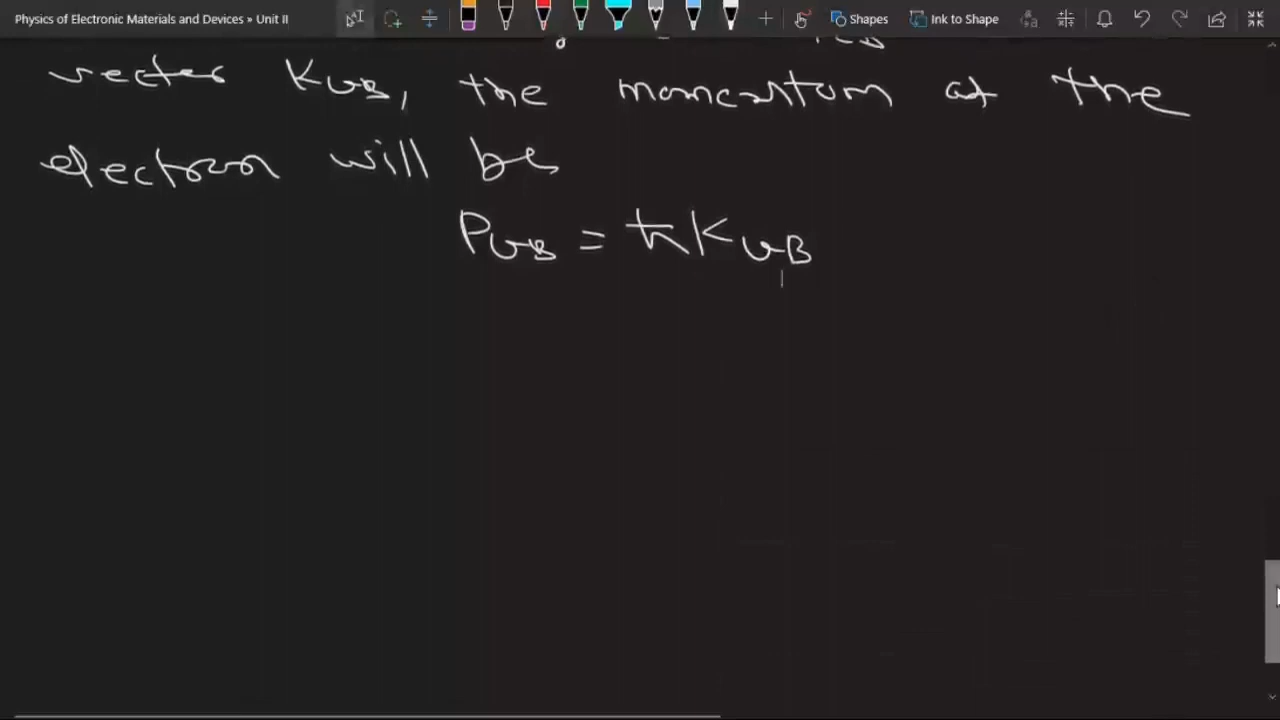 Physics of Electronic Materials and Devices » Unit II
Shapes
Ink to Shape
vector KVB, the momentum of the
electron will be
PVB = ħKVB